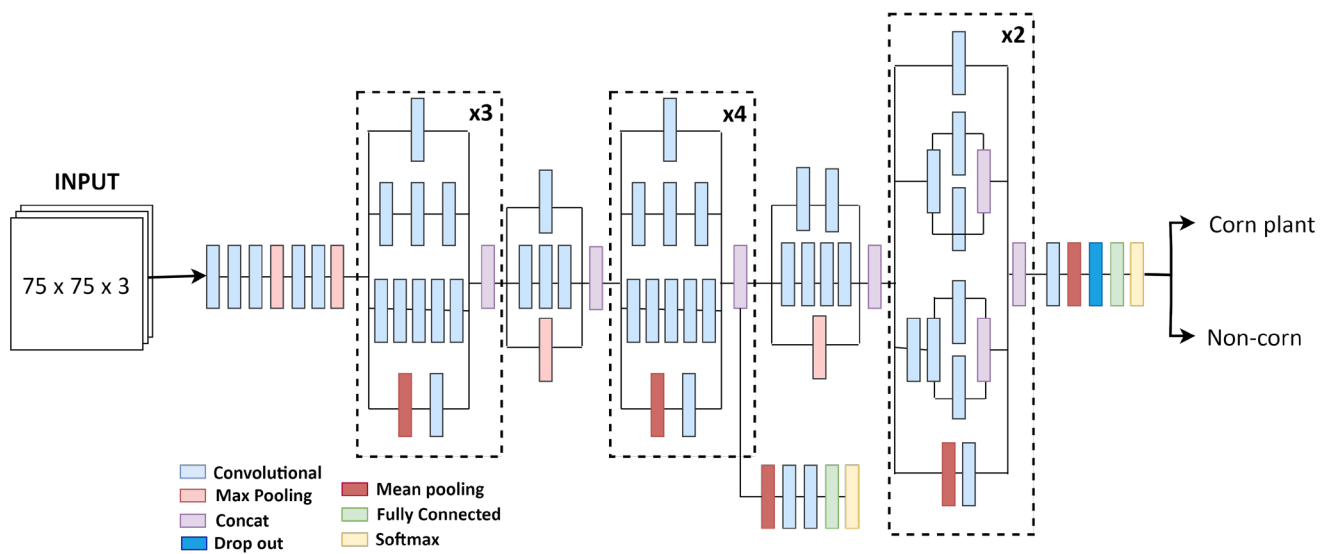 INPUT
75 x 75 x 3
x3
x4
x2
Corn plant
Non-corn
Convolutional
Max Pooling
Concat
Drop out
Mean pooling
Fully Connected
Softmax